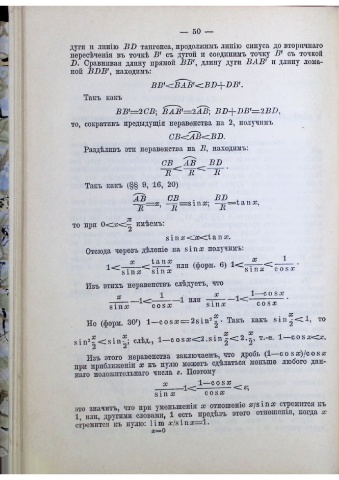 — 50 —
дуги и линію BD тангенса, продолжимъ линію синуса до вторичнаго
пересѣченія въ точкѣ B' съ дугой и соединимъ точку B' съ точкой
D. Сравнивая длину прямой BB', длину дуги BAB' и длину лома-
ной BDB', находимъ:
BB'<BAB'<BD+DB'.
Такъ какъ
BB'=2CB; BAB'=2AB; BD+DB'=2BD,
то, сокративъ предыдущія неравенства на 2, получимъ
CB<AB<BD.
Раздѣливъ эти неравенства на R, находимъ:
CB/R < AB/R < BD/R.
Такъ какъ (§§ 9, 16, 20)
AB/R=x, CB/R=sin x; BD/R=tan x,
то при 0<x<π/2 имѣемъ:
sin x<x<tan x.
Отсюда черезъ дѣленіе на sin x получимъ:
1<x/sin x<tan x/sin x или (форм. 6) 1<x/sin x<1/cos x.
Изъ этихъ неравенствъ слѣдуетъ, что
x/sin x—1<1/cos x—1 или x/sin x—1<1—cos x/cos x.
Но (форм. 30') 1—cos x=2sin² x/2. Такъ какъ sin x/2<1, то
sin² x/2<sin x/2; слѣд., 1—cos x<2.sin x/2<2.x/2, т.-е. 1—cos x<x.
Изъ этого неравенства заключаемъ, что дробь (1—cos x)/cos x
при приближеніи x къ нулю можетъ сдѣлаться меньше любого дан-
наго положительнаго числа ε. Поэтому
x/sin x—1<1—cos x/cos x<ε,
это значитъ, что при уменьшеніи x отношеніе x/sin x стремится къ
1, или, другими словами, 1 есть предѣлъ этого отношенія, когда x
стремится къ нулю: lim x/sin x=1.
x=0